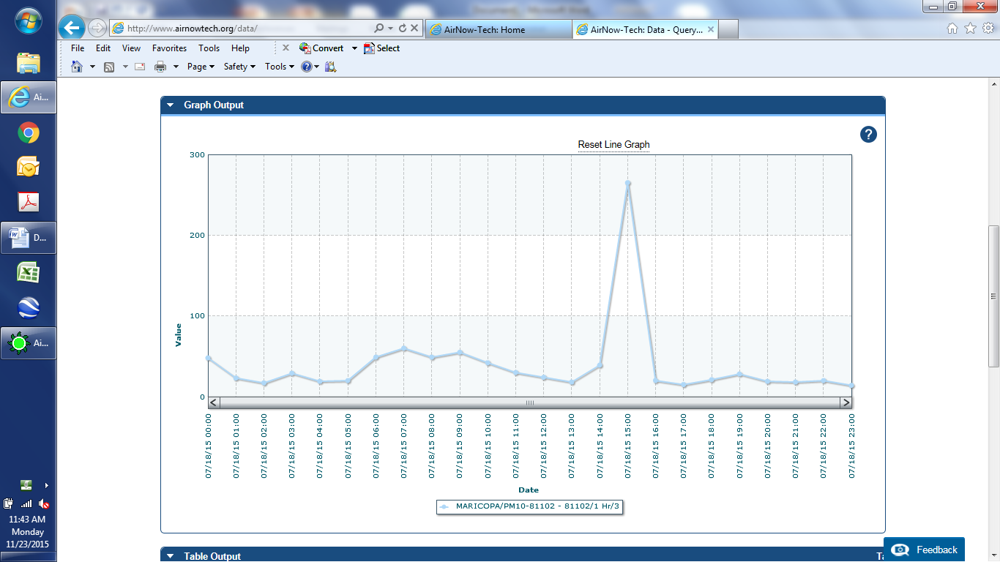 http://www.airnowtech.org/data/
AirNow-Tech: Home
AirNow-Tech: Data - Query...
File Edit View Favorites Tools Help
Convert Select
Page Safety Tools
Ai...
D...
Ai...
11:43 AM
Monday
11/23/2015
Graph Output
?
Reset Line Graph
300
200
100
0
Value
07/18/15 00:00
07/18/15 01:00
07/18/15 02:00
07/18/15 03:00
07/18/15 04:00
07/18/15 05:00
07/18/15 06:00
07/18/15 07:00
07/18/15 08:00
07/18/15 09:00
07/18/15 10:00
07/18/15 11:00
07/18/15 12:00
07/18/15 13:00
07/18/15 14:00
07/18/15 15:00
07/18/15 16:00
07/18/15 17:00
07/18/15 18:00
07/18/15 19:00
07/18/15 20:00
07/18/15 21:00
07/18/15 22:00
07/18/15 23:00
Date
MARICOPA/PM10-81102 - 81102/1 Hr/3
Table Output
Feedback